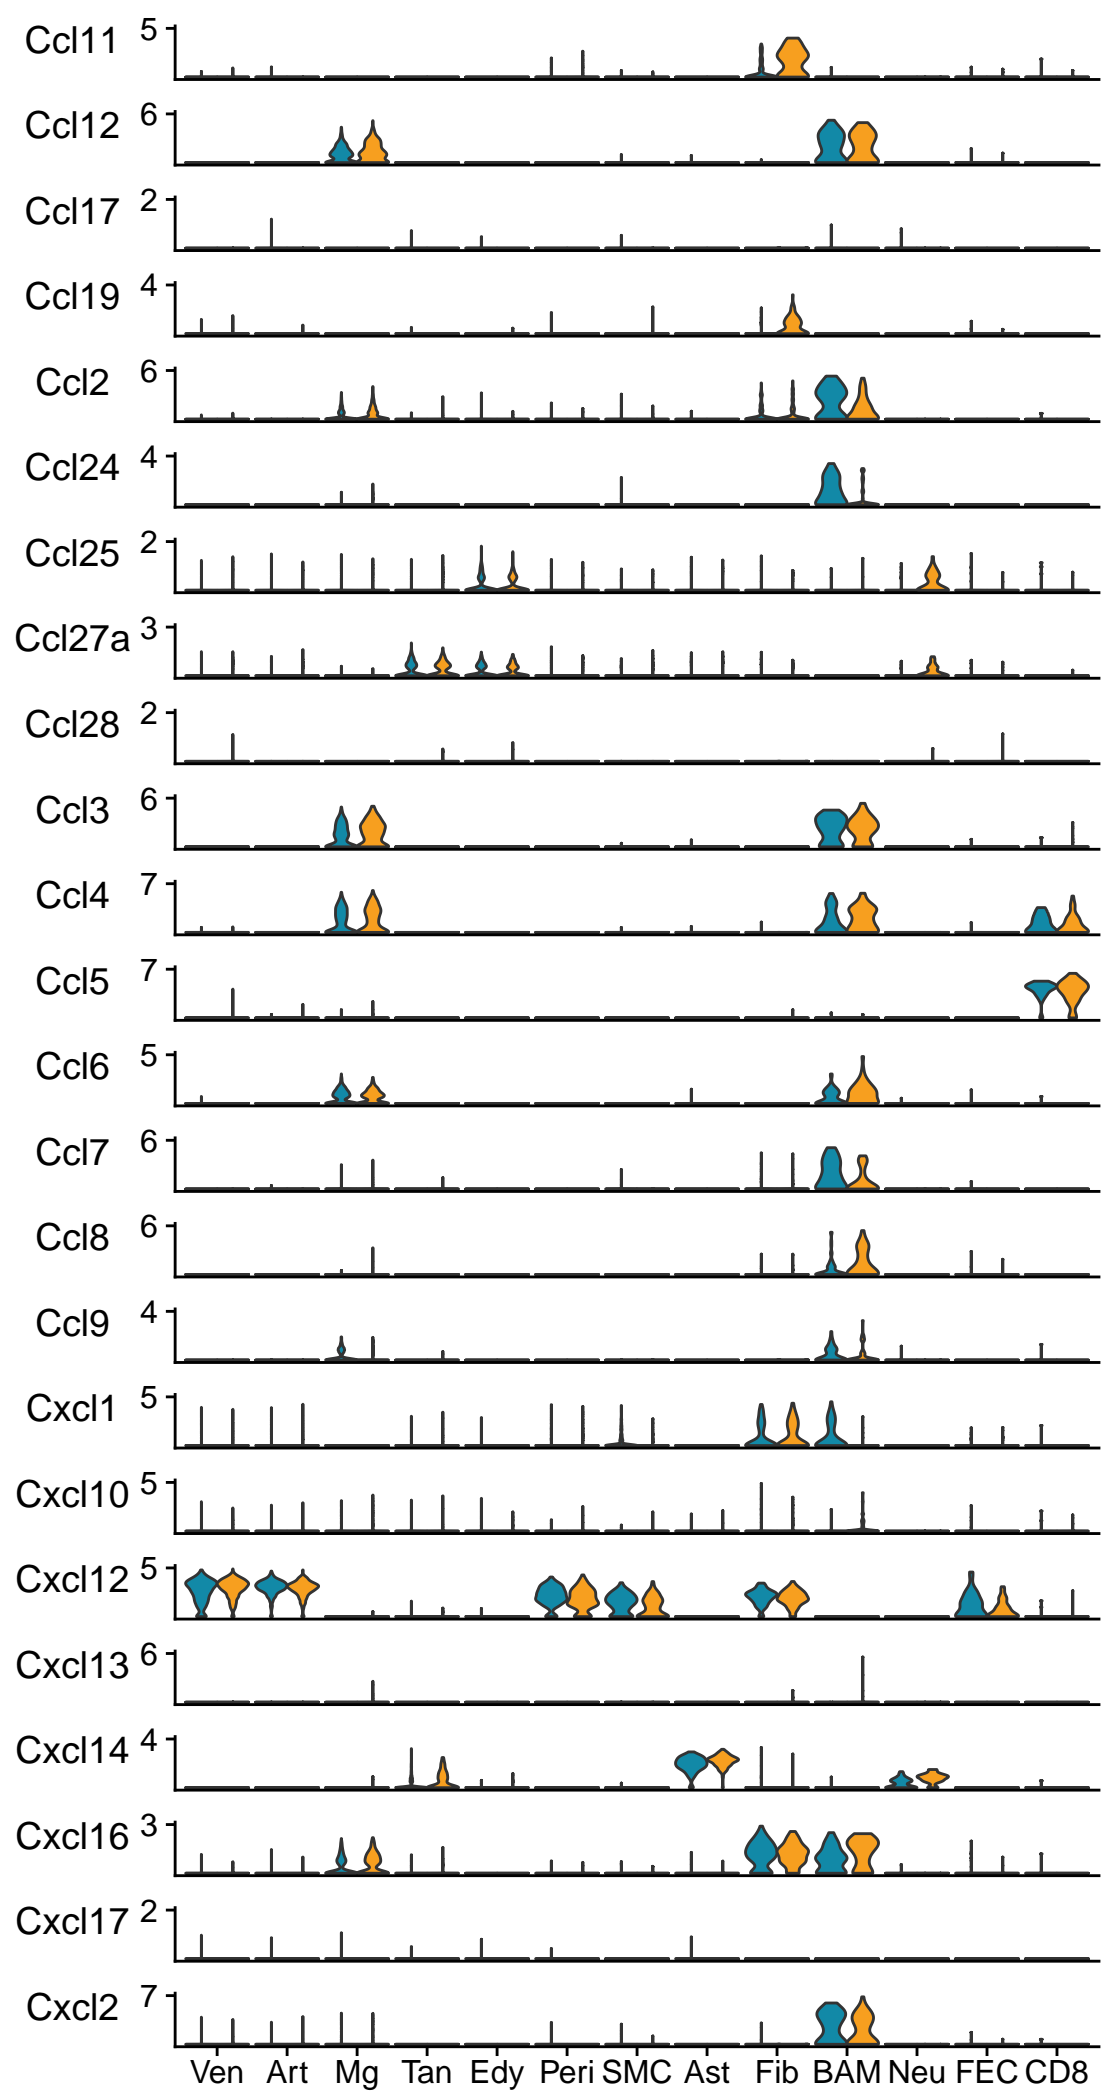 Ccl11 5
Ccl12 6
Ccl17 2
Ccl19 4
Ccl2 6
Ccl24 4
Ccl25 2
Ccl27a 3
Ccl28 2
Ccl3 6
Ccl4 7
Ccl5 7
Ccl6 5
Ccl7 6
Ccl8 6
Ccl9 4
Cxcl1 5
Cxcl10 5
Cxcl12 5
Cxcl13 6
Cxcl14 4
Cxcl16 3
Cxcl17 2
Cxcl2 7
Ven Art Mg Tan Edy Peri SMC Ast Fib BAM Neu FEC CD8